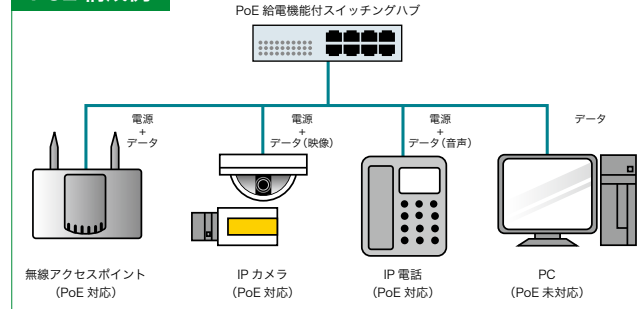 PoE 給電機能付スイッチングハブ
電源
+
データ
電源
+
データ(映像)
電源
+
データ(音声)
データ
無線アクセスポイント
(PoE 対応)
IP カメラ
(PoE 対応)
IP 電話
(PoE 対応)
PC
(PoE 未対応)